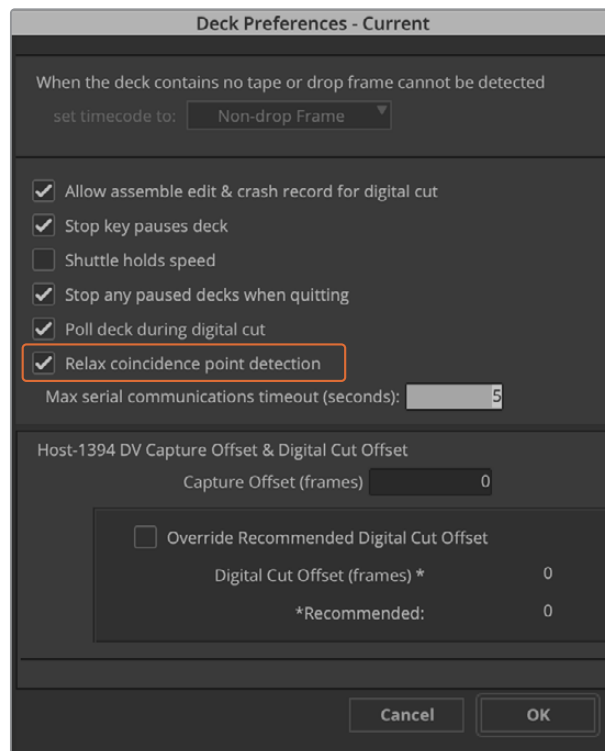 Deck Preferences - Current
When the deck contains no tape or drop frame cannot be detected
set timecode to: Non-drop Frame
Allow assemble edit & crash record for digital cut
Stop key pauses deck
Shuttle holds speed
Stop any paused decks when quitting
Poll deck during digital cut
Relax coincidence point detection
Max serial communications timeout (seconds): 5
Host-1394 DV Capture Offset & Digital Cut Offset
Capture Offset (frames) 0
Override Recommended Digital Cut Offset
Digital Cut Offset (frames) * 0
*Recommended: 0
Cancel OK